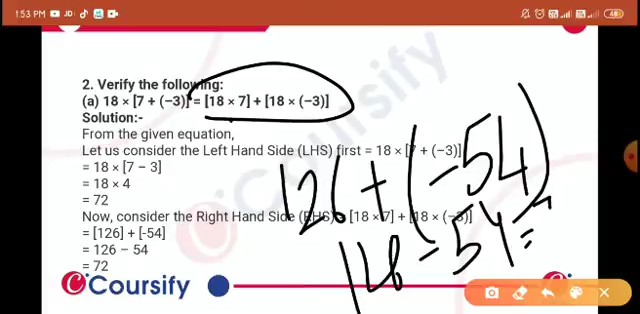 1:53 PM
2. Verify the following:
(a) 18 × [7 + (–3)] = [18 × 7] + [18 × (–3)]
Solution:-
From the given equation,
Let us consider the Left Hand Side (LHS) first = 18 × [7 + (–3)]
= 18 × [7 – 3]
= 18 × 4
= 72
Now, consider the Right Hand Side (RHS) = [18 × 7] + [18 × (–3)]
= [126] + [-54]
= 126 – 54
= 72
126 + (-54)
Coursify
Coursify